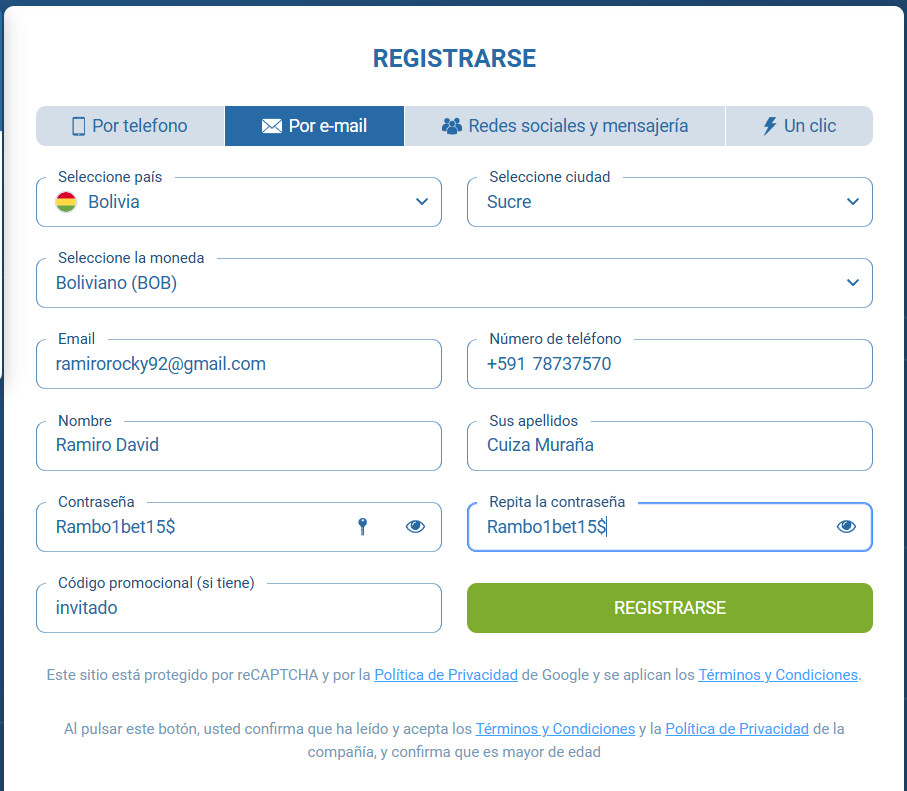 REGISTRARSE
Por telefono
Por e-mail
Redes sociales y mensajería
Un clic
Seleccione país
Bolivia
Seleccione ciudad
Sucre
Seleccione la moneda
Boliviano (BOB)
Email
ramirorocky92@gmail.com
Número de teléfono
+591 78737570
Nombre
Ramiro David
Sus apellidos
Cuiza Muraña
Contraseña
Rambo1bet15$
Repita la contraseña
Rambo1bet15$
Código promocional (si tiene)
invitado
REGISTRARSE
Este sitio está protegido por reCAPTCHA y por la Política de Privacidad de Google y se aplican los Términos y Condiciones.
Al pulsar este botón, usted confirma que ha leído y acepta los Términos y Condiciones y la Política de Privacidad de la
compañía, y confirma que es mayor de edad